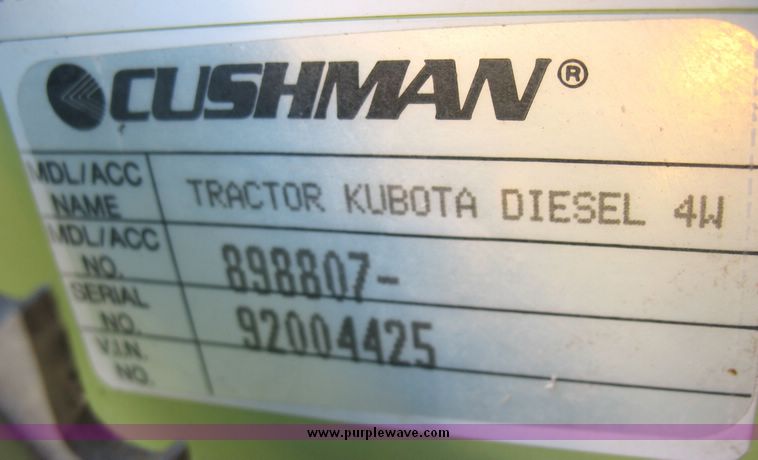 CUSHMAN®
MDL/ACC NAME TRACTOR KUBOTA DIESEL 4W
MDL/ACC NO. 898807-
SERIAL NO. 92004425
V.I.N. NO.
www.purplewave.com